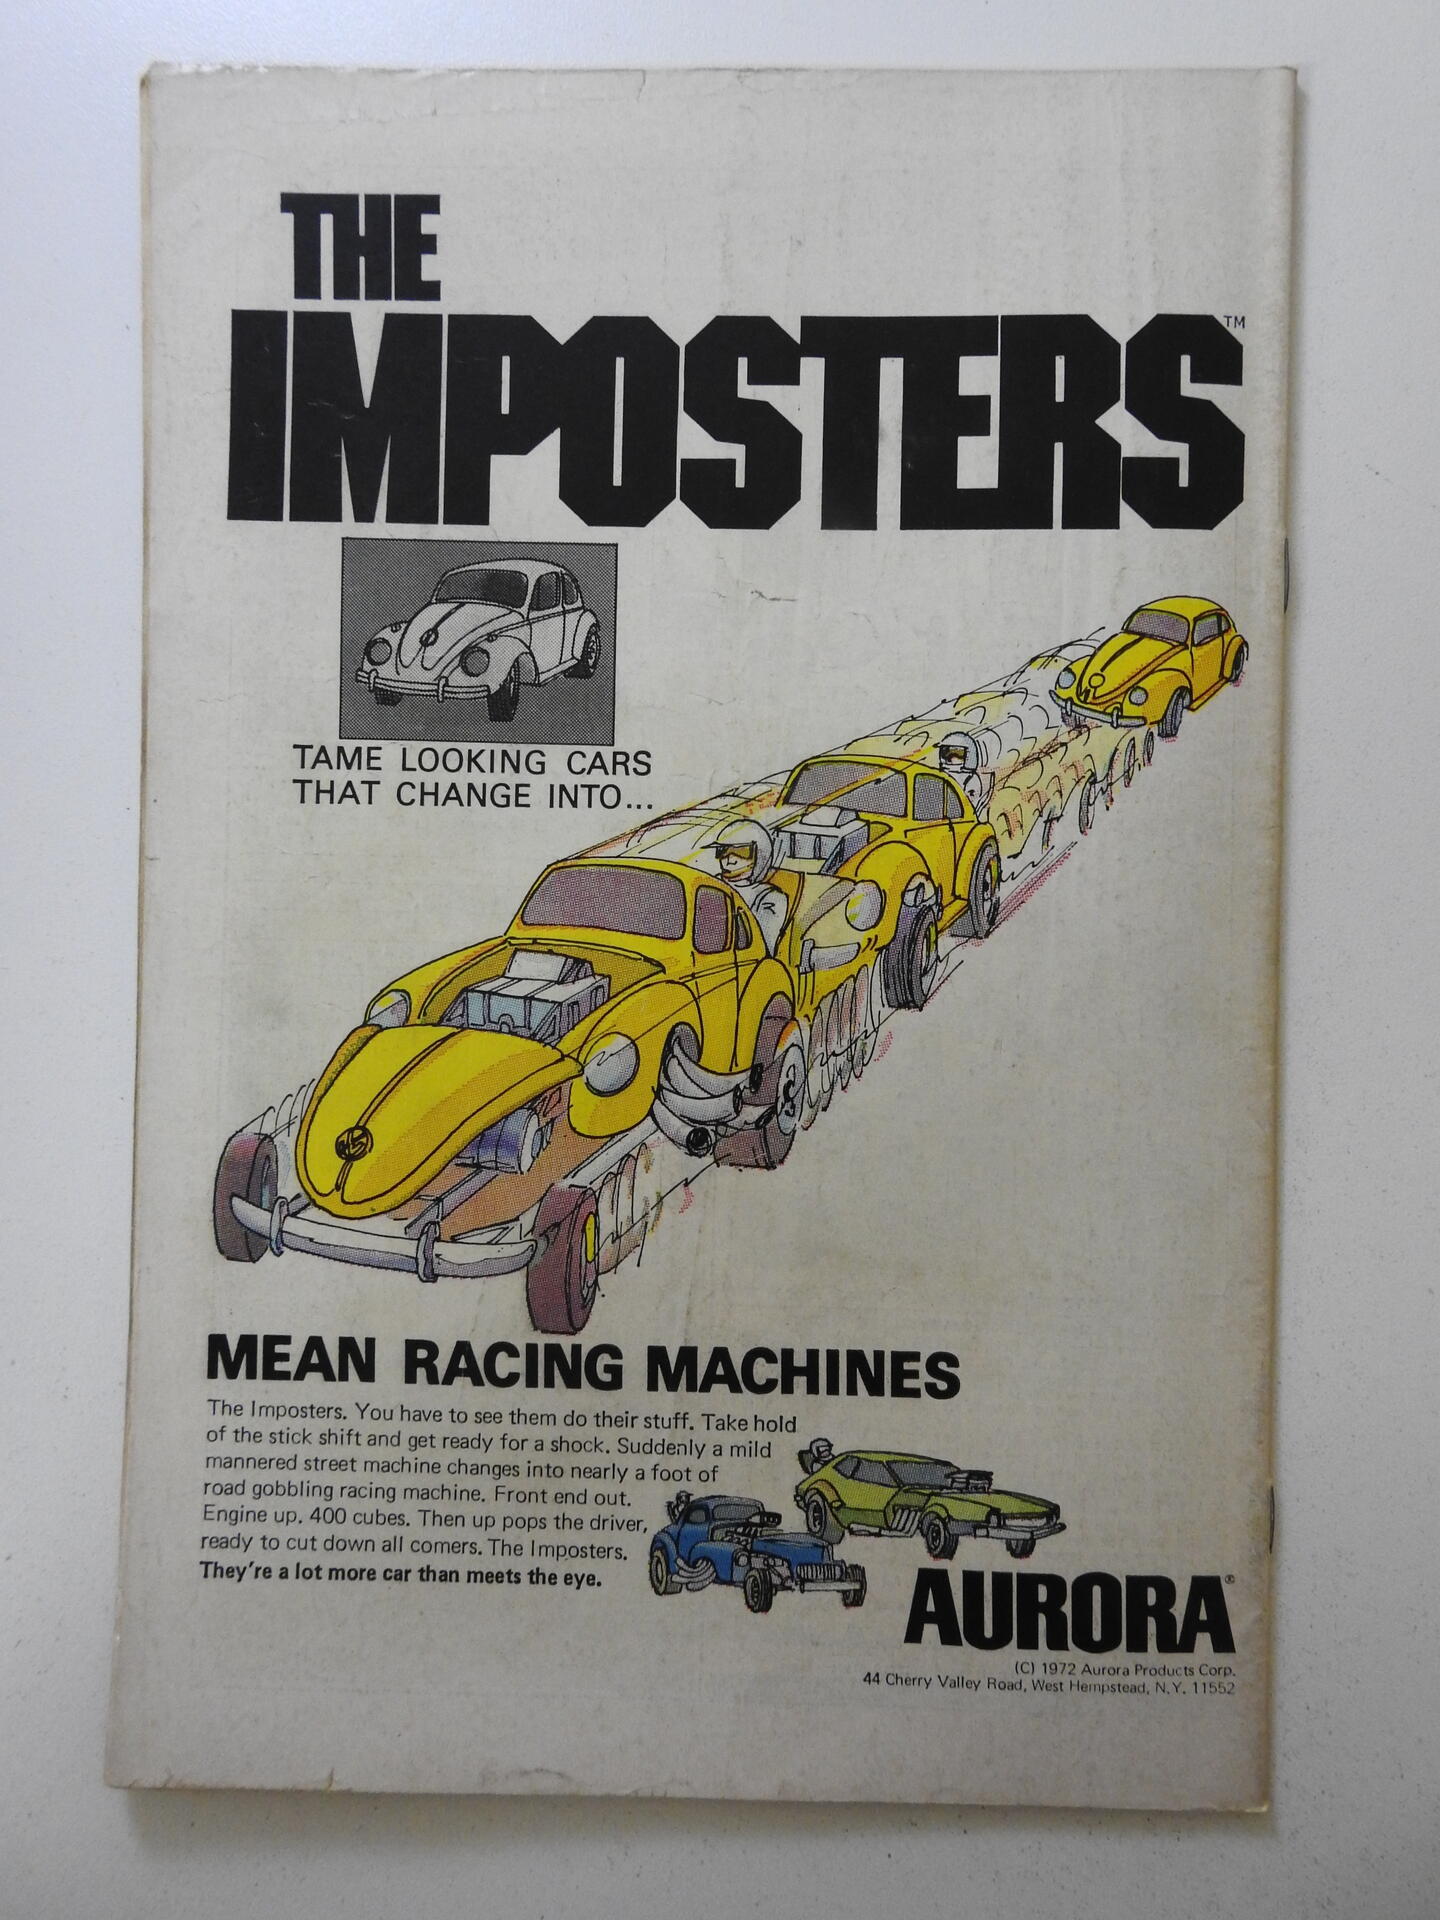 THE
IMPOSTERS™
TAME LOOKING CARS
THAT CHANGE INTO...
MEAN RACING MACHINES
The Imposters. You have to see them do their stuff. Take hold
of the stick shift and get ready for a shock. Suddenly a mild
mannered street machine changes into nearly a foot of
road gobbling racing machine. Front end out.
Engine up. 400 cubes. Then up pops the driver,
ready to cut down all comers. The Imposters.
They're a lot more car than meets the eye.
AURORA®
(C) 1972 Aurora Products Corp.
44 Cherry Valley Road, West Hempstead, N.Y. 11552